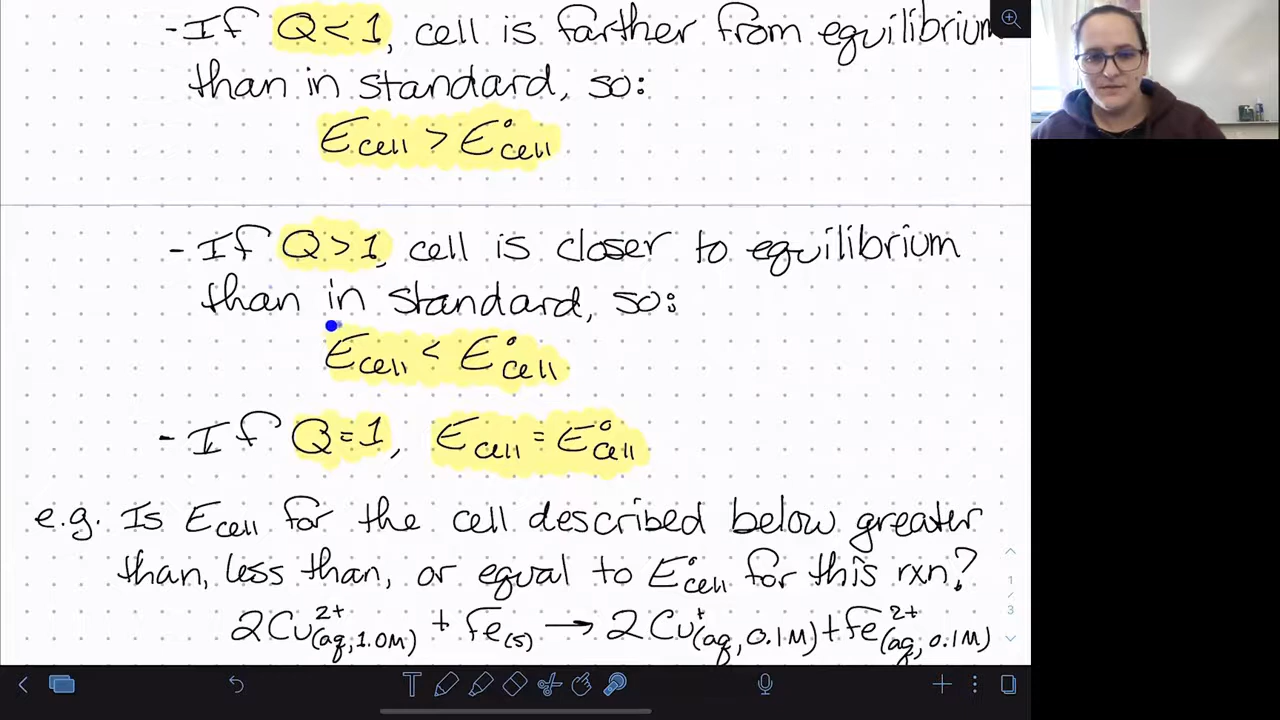 - If Q < 1, cell is farther from equilibrium
than in standard, so:
Ecell > E°cell
- If Q > 1, cell is closer to equilibrium
than in standard, so:
Ecell < E°cell
- If Q = 1, Ecell = E°cell
e.g. Is Ecell for the cell described below greater
than, less than, or equal to E°cell for this rxn?
2Cu²⁺(aq, 1.0M) + Fe(s) → 2Cu⁺(aq, 0.1M) + Fe²⁺(aq, 0.1M)
1
/
3
T